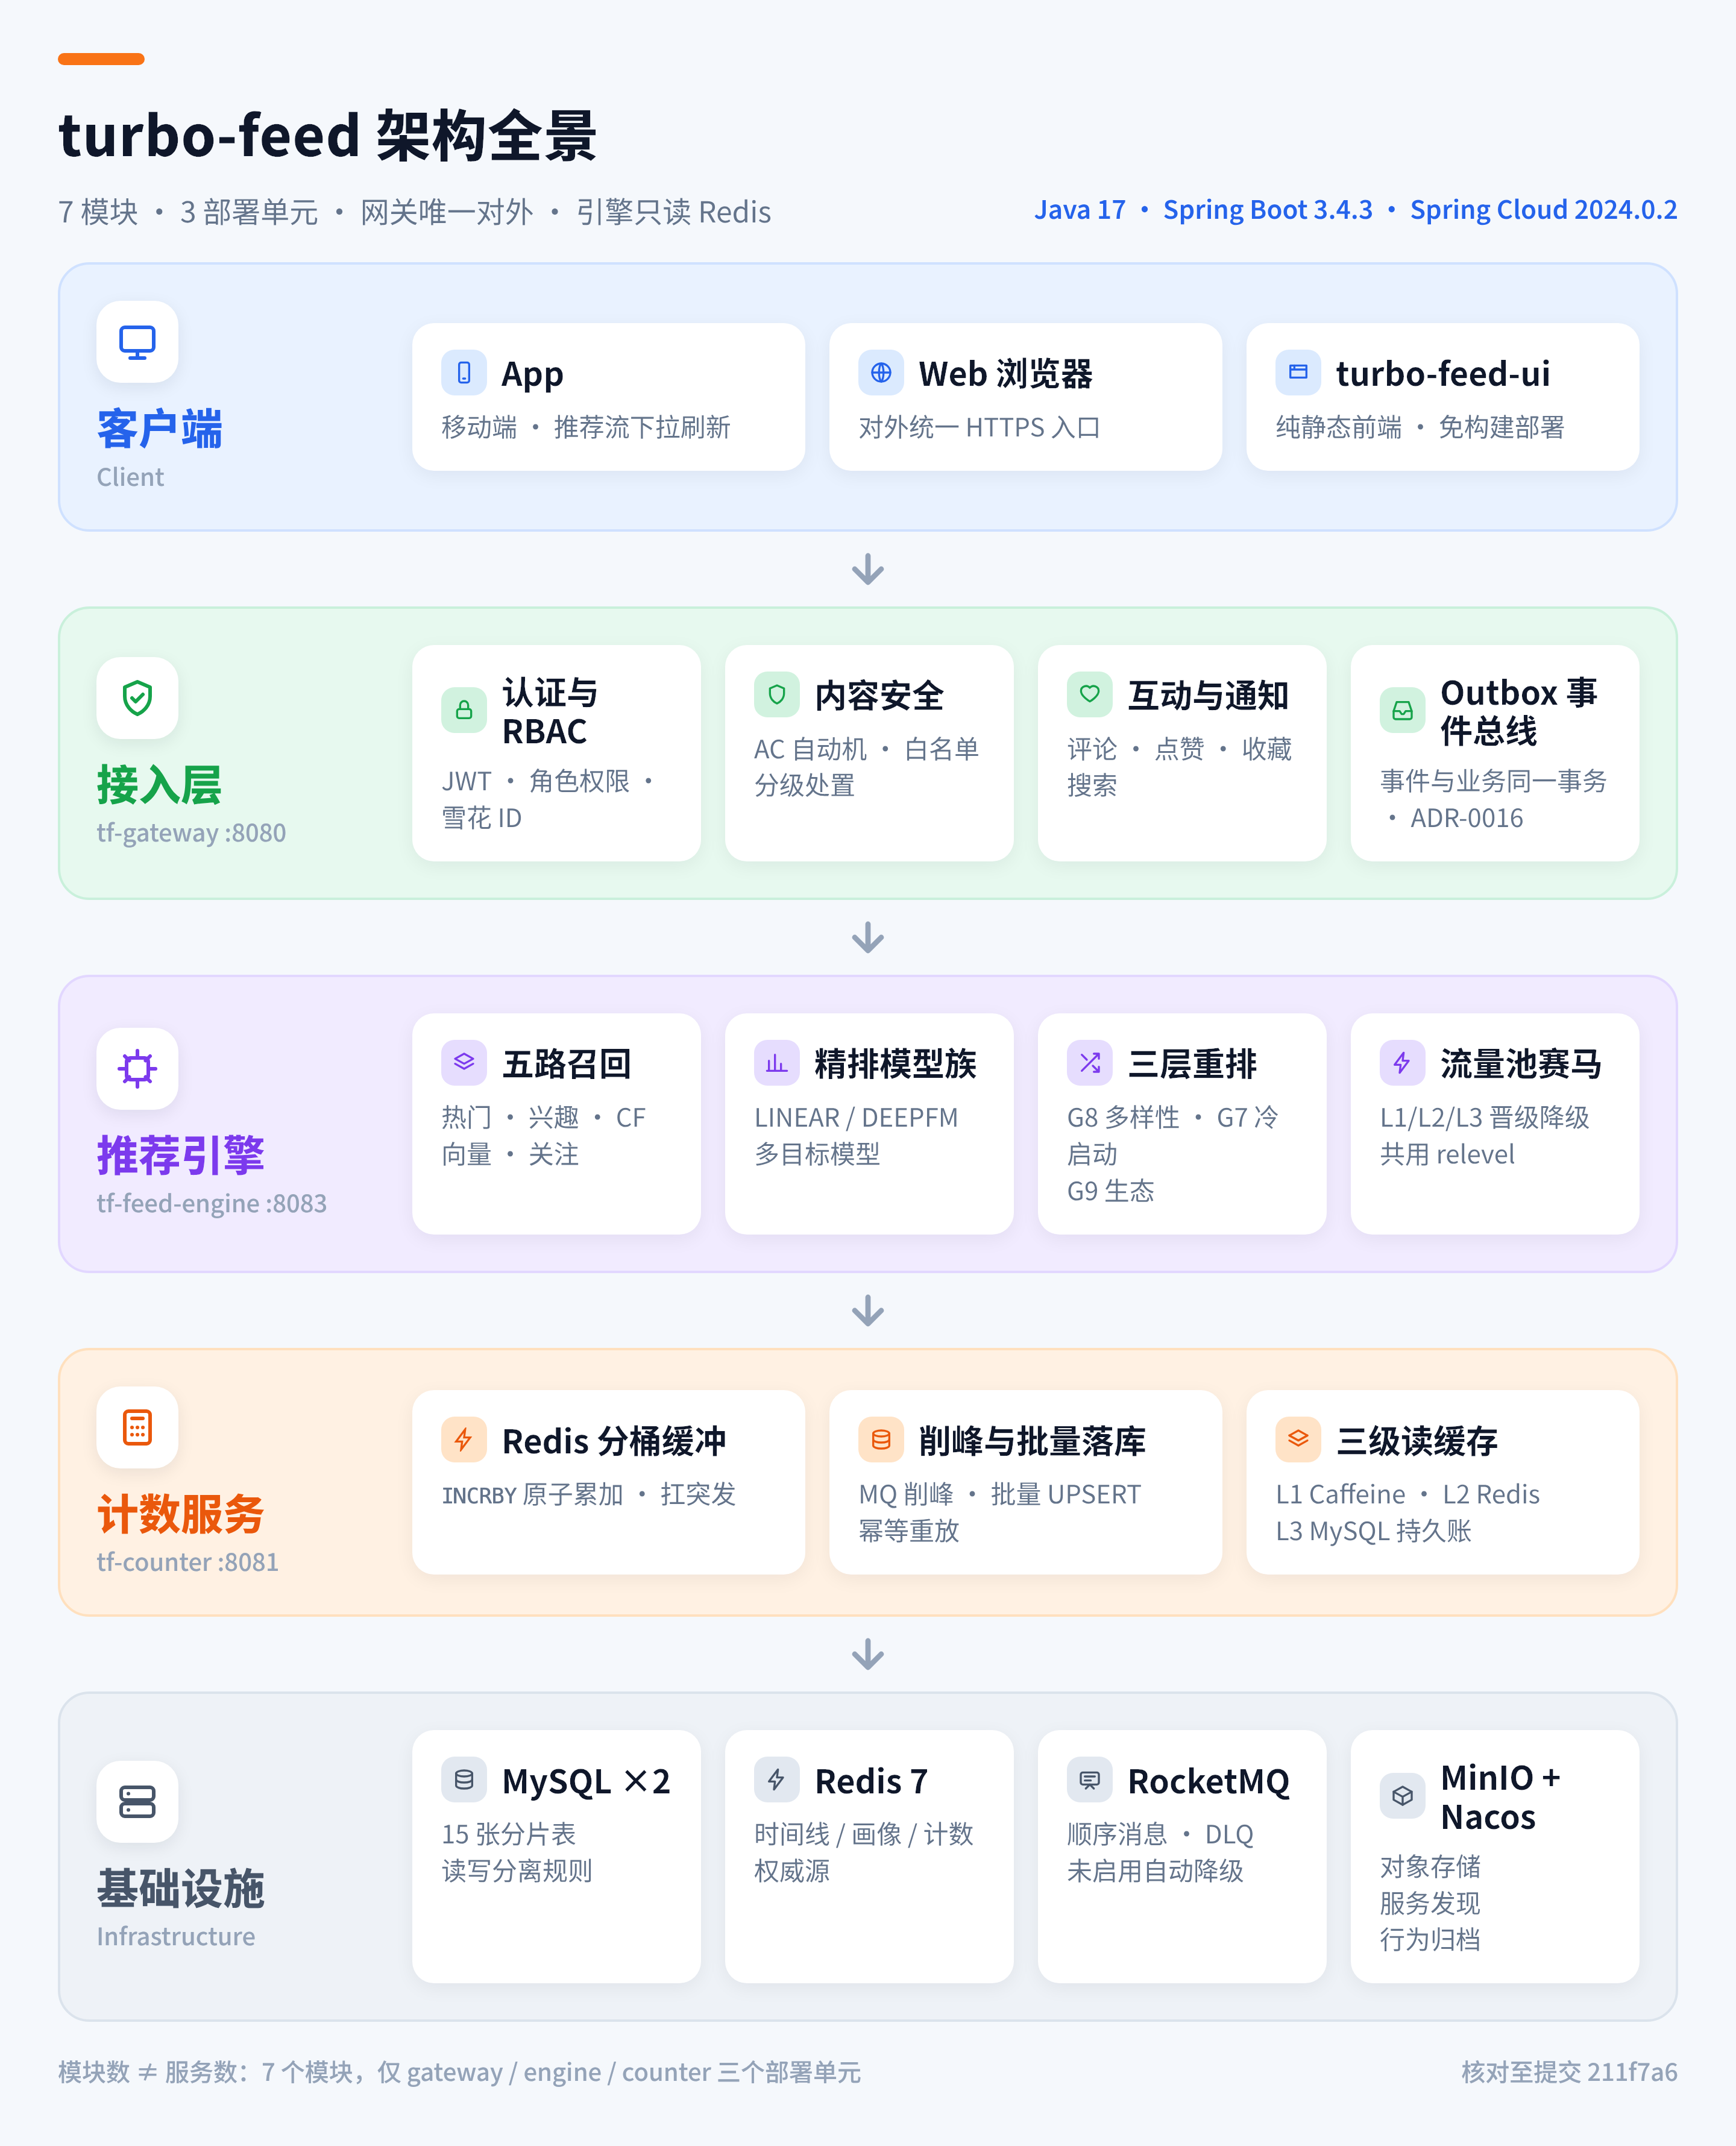 turbo-feed 架构全景
7 模块 • 3 部署单元 • 网关唯一对外 • 引擎只读 Redis
Java 17 • Spring Boot 3.4.3 • Spring Cloud 2024.0.2
客户端
Client
App
移动端 • 推荐流下拉刷新
Web 浏览器
对外统一 HTTPS 入口
turbo-feed-ui
纯静态前端 • 免构建部署
接入层
tf-gateway :8080
认证与
RBAC
JWT • 角色权限 •
雪花 ID
内容安全
AC 自动机 • 白名单
分级处置
互动与通知
评论 • 点赞 • 收藏
搜索
Outbox 事
件总线
事件与业务同一事务
• ADR-0016
推荐引擎
tf-feed-engine :8083
五路召回
热门 • 兴趣 • CF
向量 • 关注
精排模型族
LINEAR / DEEPFM
多目标模型
三层重排
G8 多样性 • G7 冷
启动
G9 生态
流量池赛马
L1/L2/L3 晋级降级
共用 relevel
计数服务
tf-counter :8081
Redis 分桶缓冲
INCRBY 原子累加 • 扛突发
削峰与批量落库
MQ 削峰 • 批量 UPSERT
幂等重放
三级读缓存
L1 Caffeine • L2 Redis
L3 MySQL 持久账
基础设施
Infrastructure
MySQL ×2
15 张分片表
读写分离规则
Redis 7
时间线 / 画像 / 计数
权威源
RocketMQ
顺序消息 • DLQ
未启用自动降级
MinIO +
Nacos
对象存储
服务发现
行为归档
模块数 ≠ 服务数：7 个模块，仅 gateway / engine / counter 三个部署单元
核对至提交 211f7a6